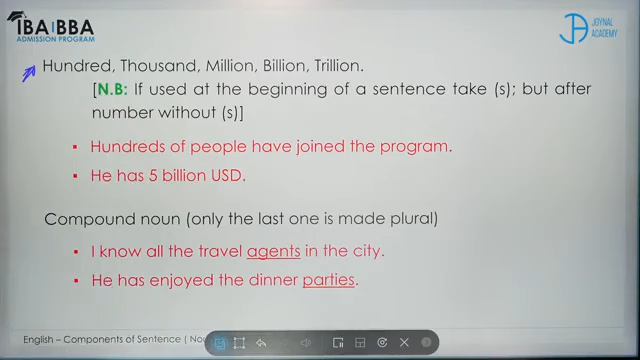 IBA|BBA
ADMISSION PROGRAM
JOYNAL
ACADEMY
Hundred, Thousand, Million, Billion, Trillion.
[N.B: If used at the beginning of a sentence take (s); but after
number without (s)]
▪ Hundreds of people have joined the program.
▪ He has 5 billion USD.
Compound noun (only the last one is made plural)
▪ I know all the travel agents in the city.
▪ He has enjoyed the dinner parties.
English – Components of Sentence ( Nou